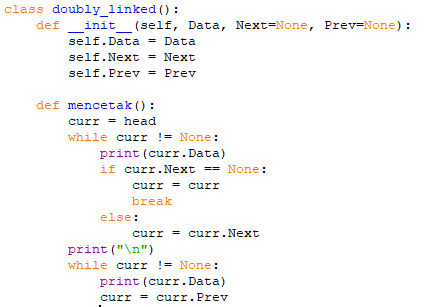 class doubly_linked():
    def __init__(self, Data, Next=None, Prev=None):
        self.Data = Data
        self.Next = Next
        self.Prev = Prev

    def mencetak():
        curr = head
        while curr != None:
            print(curr.Data)
            if curr.Next == None:
                curr = curr
                break
            else:
                curr = curr.Next
        print("\n")
        while curr != None:
            print(curr.Data)
            curr = curr.Prev